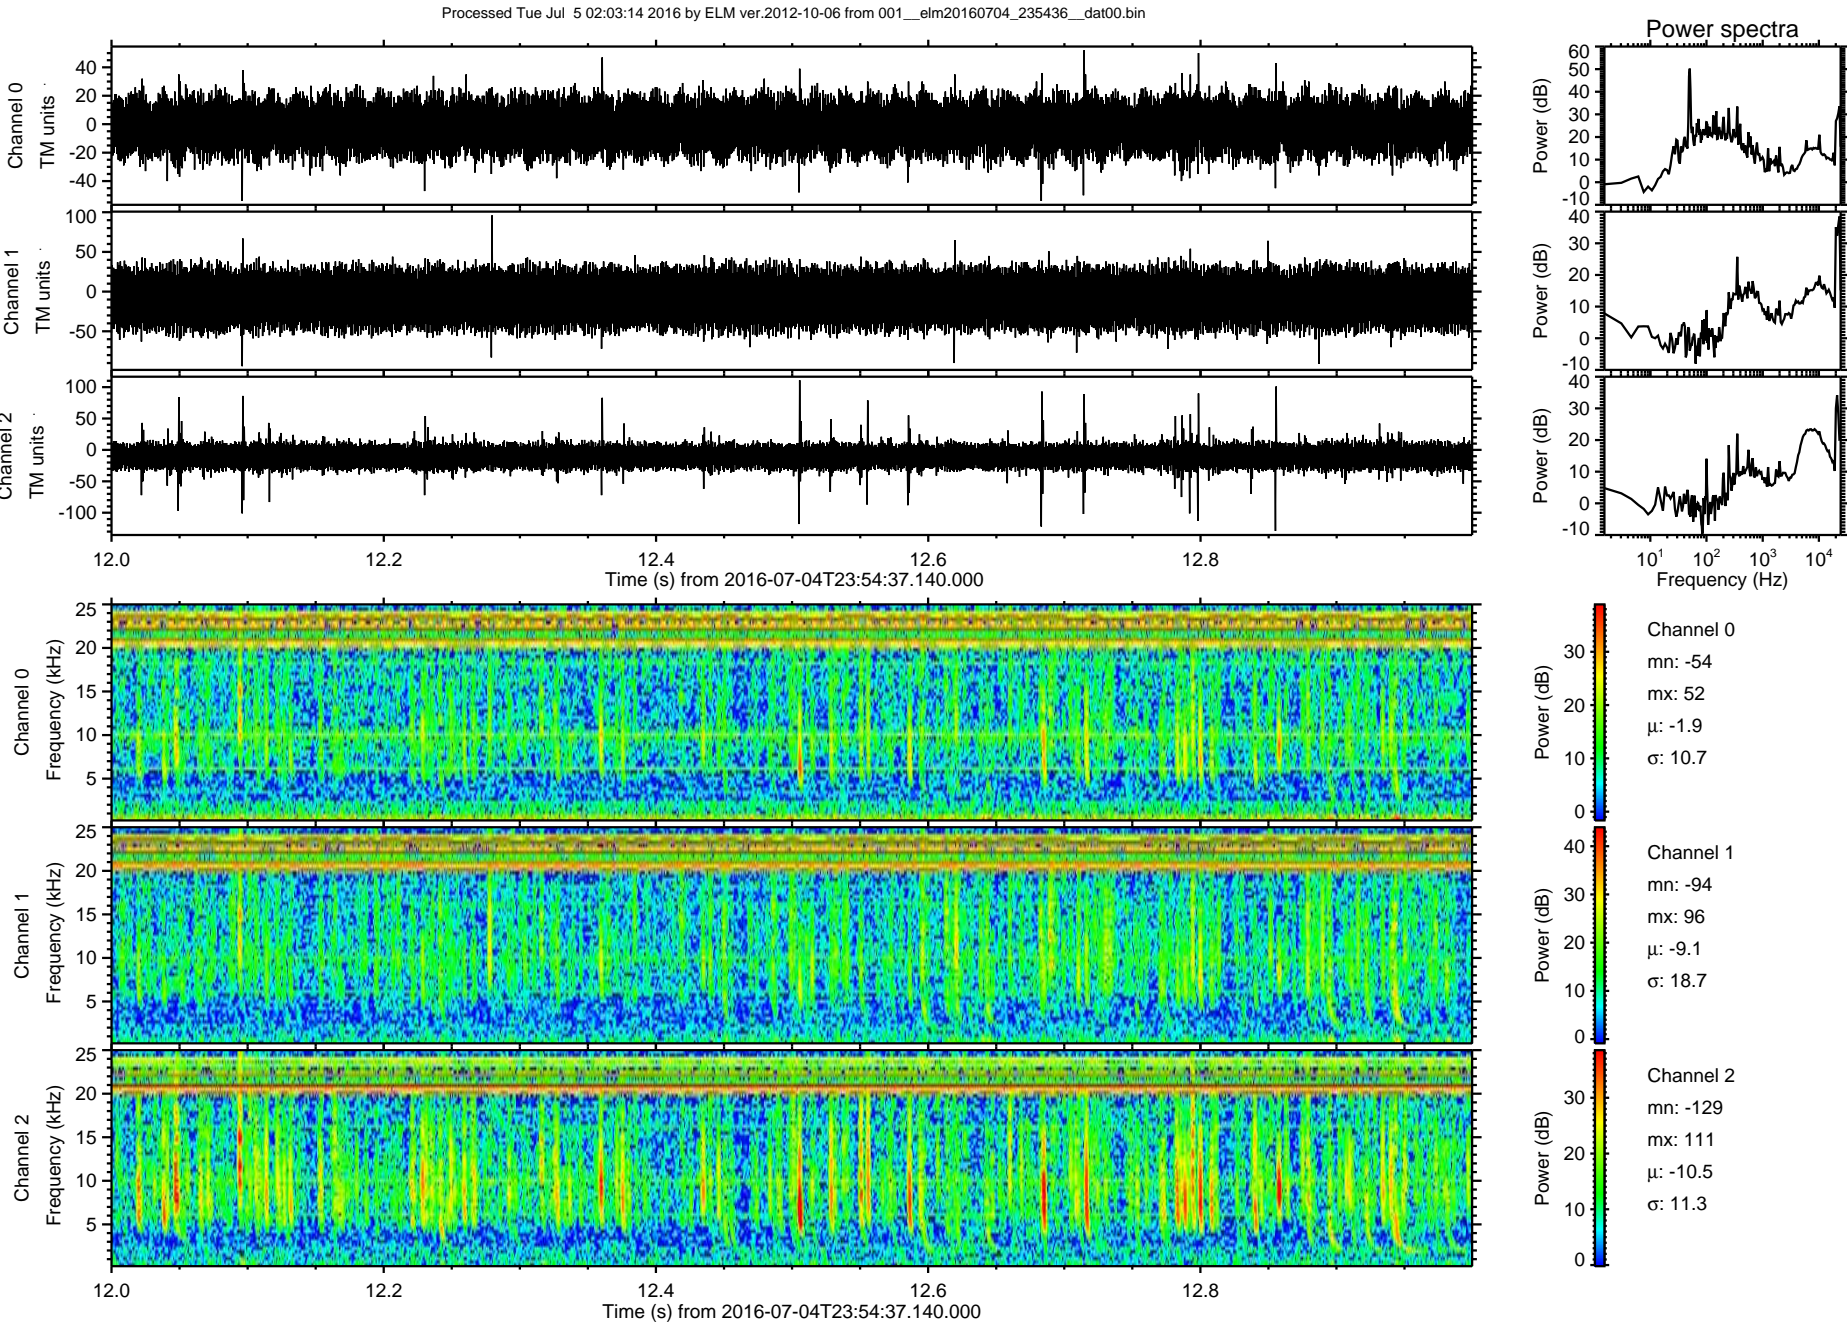 Processed Tue Jul  5 02:03:14 2016 by ELM ver.2012-10-06 from 001__elm20160704_235436__dat00.bin
Power spectra
Channel 0
TM units
40
20
0
-20
-40
Power (dB)
60
50
40
30
20
10
0
-10
Channel 1
TM units
100
50
0
-50
Power (dB)
40
30
20
10
0
-10
Channel 2
TM units
100
50
0
-50
-100
Power (dB)
40
30
20
10
0
-10
12.0 12.2 12.4 12.6 12.8
Time (s) from 2016-07-04T23:54:37.140.000
10^1 10^2 10^3 10^4
Frequency (Hz)
Channel 0
Frequency (kHz)
25
20
15
10
5
Power (dB)
30
20
10
0
Channel 0
mn: -54
mx: 52
μ: -1.9
σ: 10.7
Channel 1
Frequency (kHz)
25
20
15
10
5
Power (dB)
40
30
20
10
0
Channel 1
mn: -94
mx: 96
μ: -9.1
σ: 18.7
Channel 2
Frequency (kHz)
25
20
15
10
5
Power (dB)
30
20
10
0
Channel 2
mn: -129
mx: 111
μ: -10.5
σ: 11.3
12.0 12.2 12.4 12.6 12.8
Time (s) from 2016-07-04T23:54:37.140.000